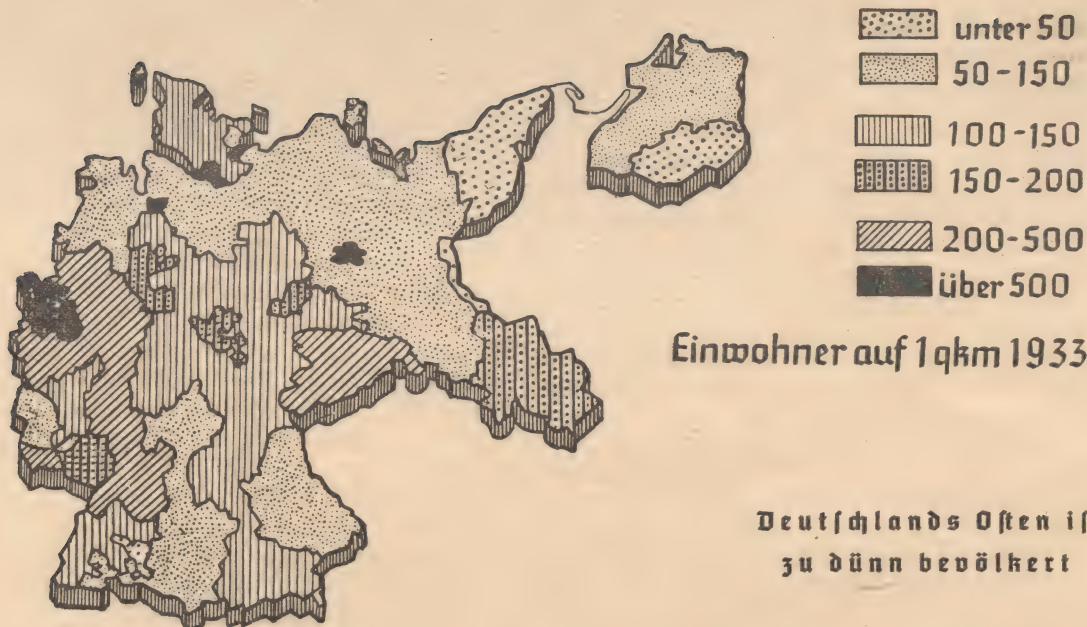 unter 50
50-150
100-150
150-200
200-500
über 500
Einwohner auf 1 qkm 1933
Deutschlands Osten is
zu dünn bevölkert